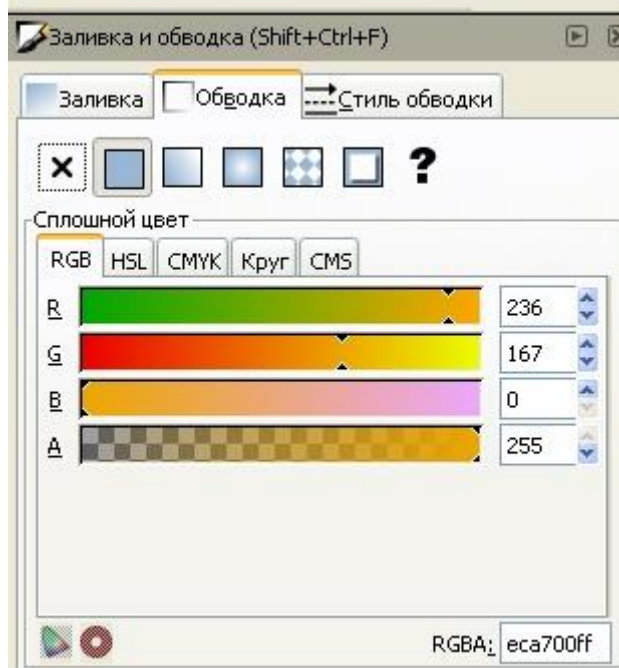 Заливка и обводка (Shift+Ctrl+F)
Заливка Обводка Стиль обводки
?
Сплошной цвет
RGB HSL CMYK Круг CMS
R 236
G 167
B 0
A 255
RGBA: eca700ff